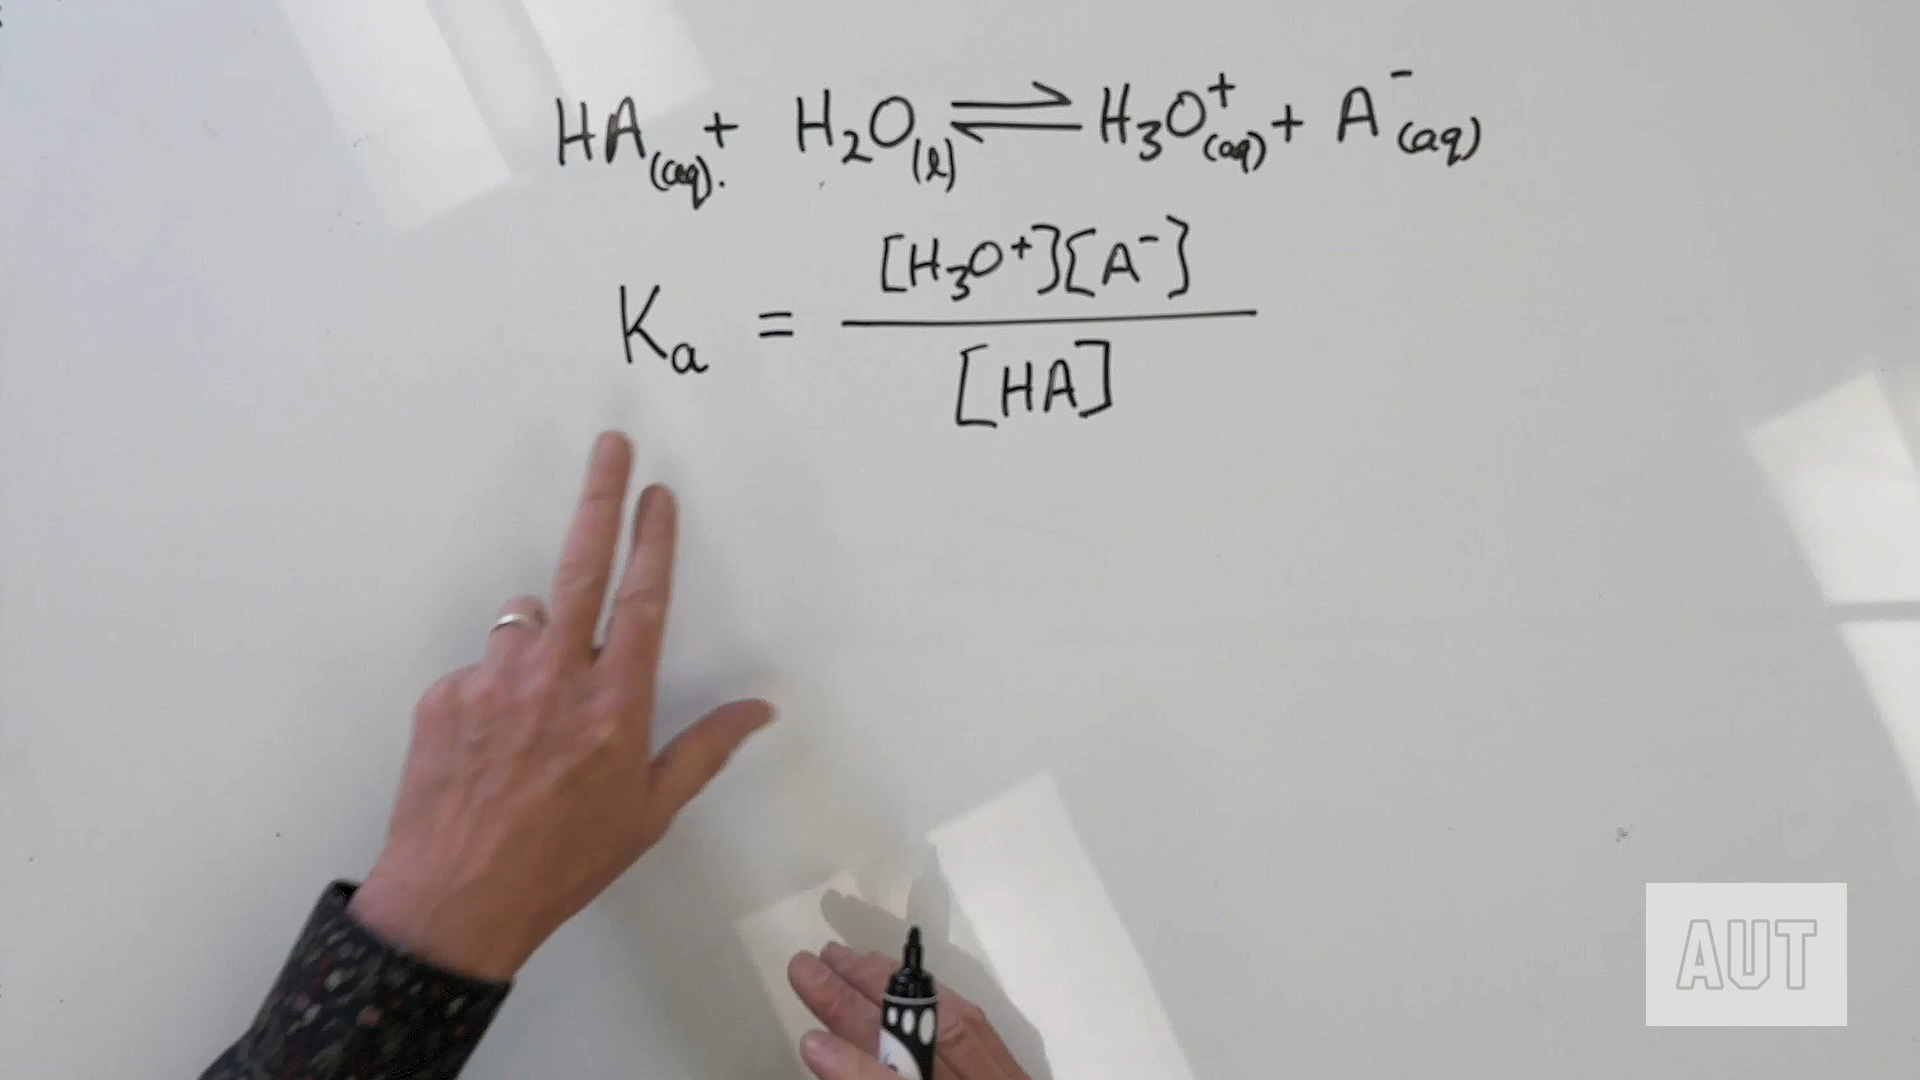 HA(aq). + H₂O(l) ⇌ H₃O⁺(aq) + A⁻(aq)
Ka = [H₃O⁺][A⁻] / [HA]
AUT